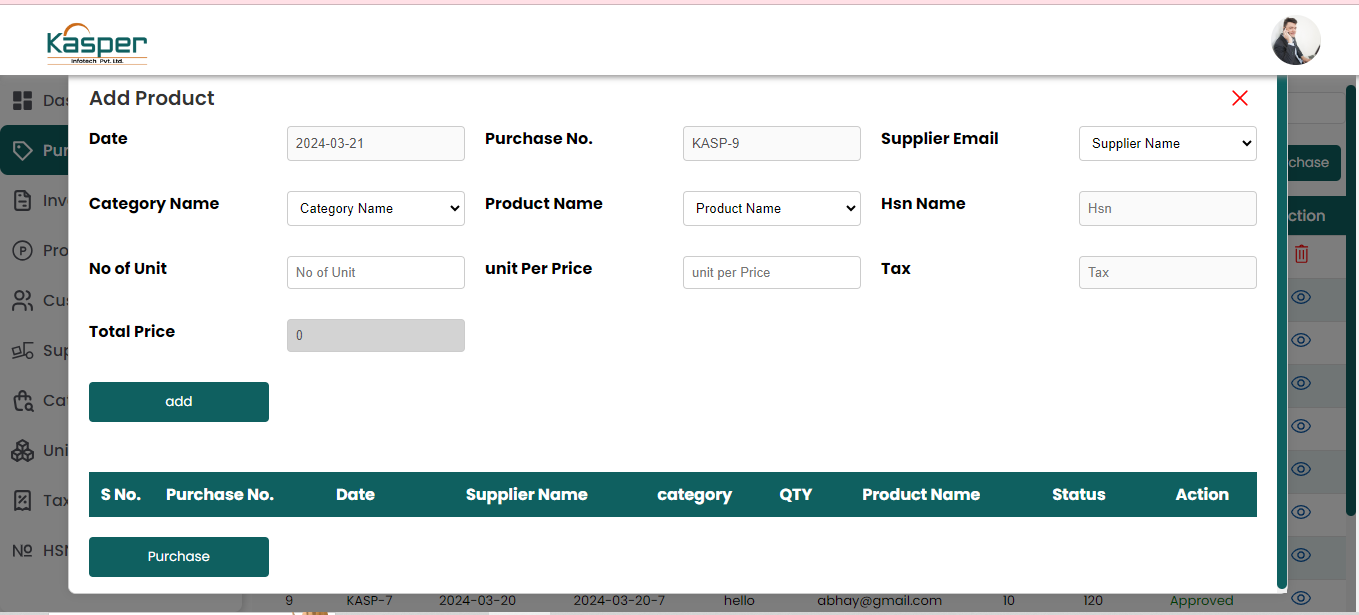 Kasper
Infotech Pvt. Ltd.
Add Product
Date 2024-03-21 Purchase No. KASP-9 Supplier Email Supplier Name
Category Name Category Name Product Name Product Name Hsn Name Hsn
No of Unit No of Unit unit Per Price unit per Price Tax Tax
Total Price 0
add
S No. Purchase No. Date Supplier Name category QTY Product Name Status Action
Purchase
Das
Pur
Inv
Pro
Cus
Sup
Cat
Uni
Tax
HSN
chase
ction
9 KASP-7 2024-03-20 2024-03-20-7 hello abhay@gmail.com 10 120 Approved